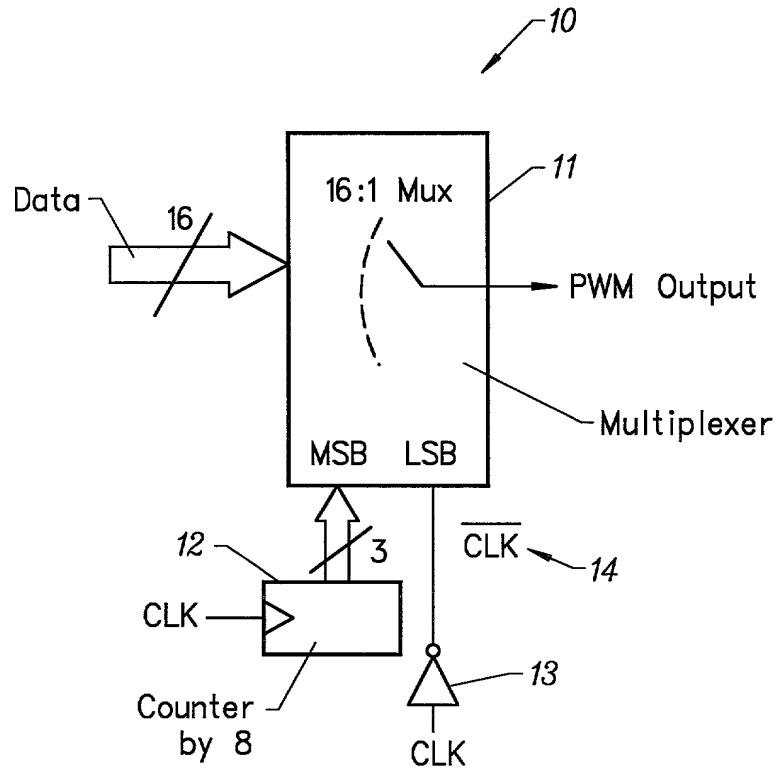 10
11
16:1 Mux
Data
16
PWM Output
Multiplexer
MSB LSB
12
3
CLK
14
CLK
13
Counter
by 8
CLK